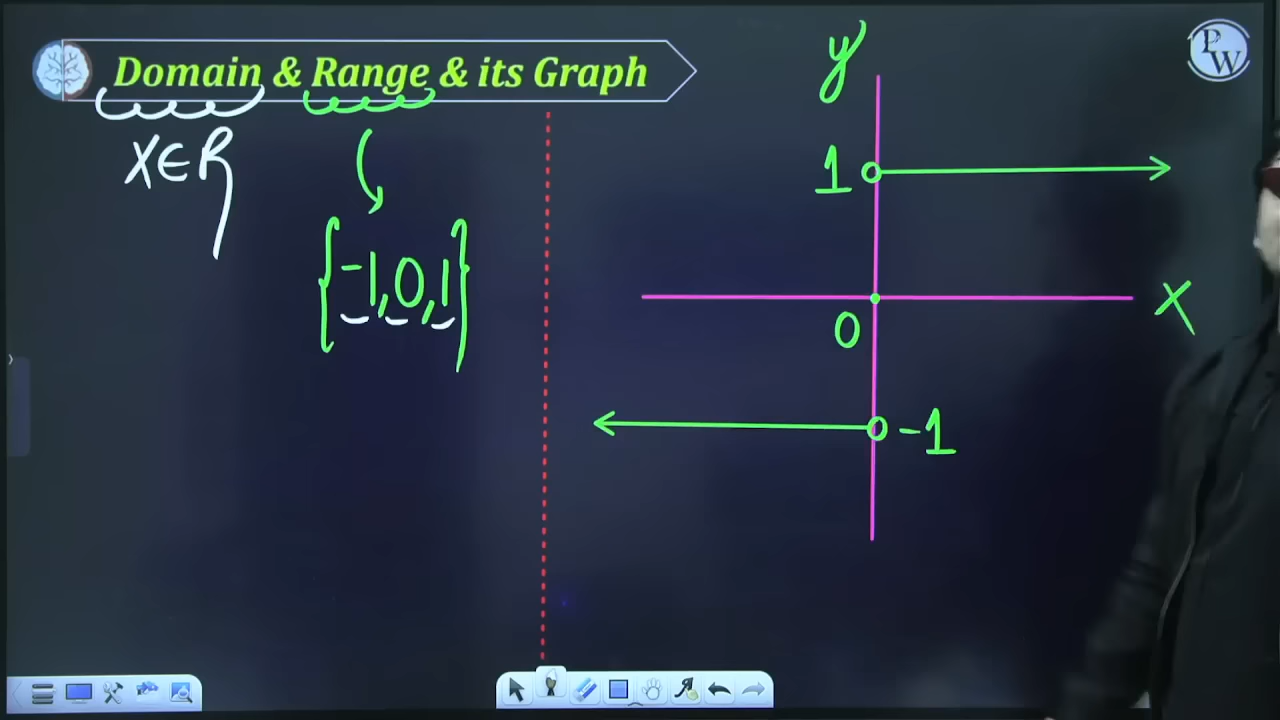 Domain & Range & its Graph
x∈R
{-1,0,1}
y
1
x
0
-1
PW